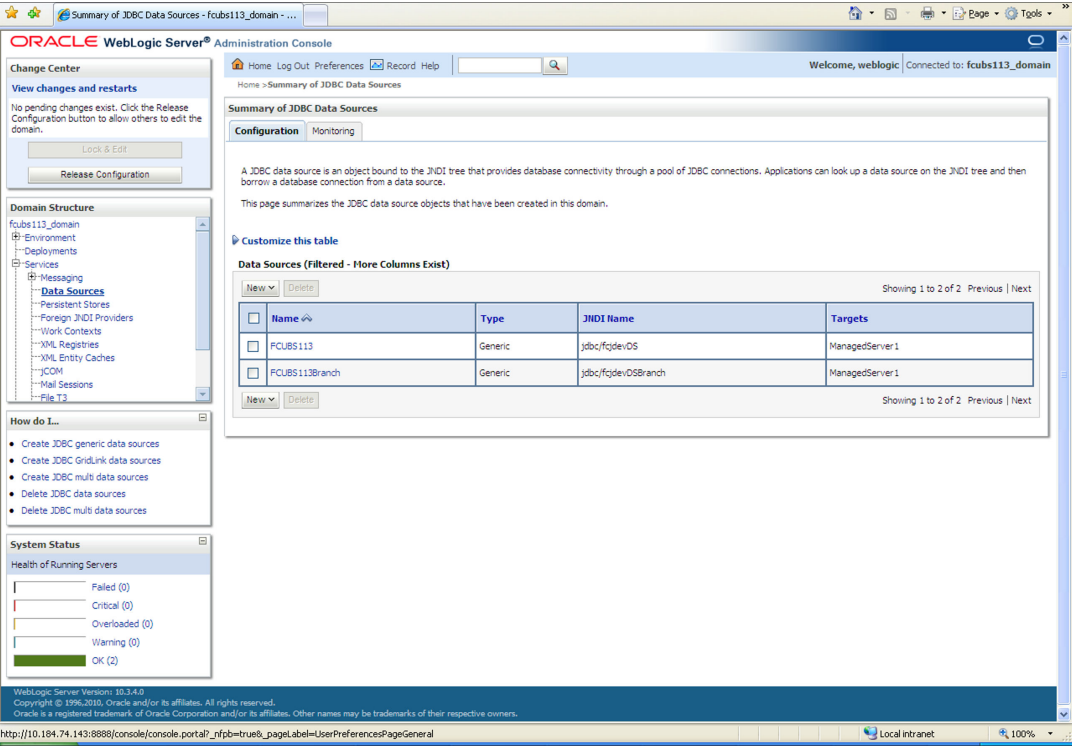 Summary of JDBC Data Sources - fcubs113_domain - ...
Page
Tools
ORACLE WebLogic Server® Administration Console
Change Center
View changes and restarts
No pending changes exist. Click the Release
Configuration button to allow others to edit the
domain.
Lock & Edit
Release Configuration
Domain Structure
fcubs113_domain
Environment
Deployments
Services
Messaging
Data Sources
Persistent Stores
Foreign JNDI Providers
Work Contexts
XML Registries
XML Entity Caches
jCOM
Mail Sessions
File T3
How do I...
Create JDBC generic data sources
Create JDBC GridLink data sources
Create JDBC multi data sources
Delete JDBC data sources
Delete JDBC multi data sources
System Status
Health of Running Servers
Failed (0)
Critical (0)
Overloaded (0)
Warning (0)
OK (2)
Home Log Out Preferences Record Help
Welcome, weblogic Connected to: fcubs113_domain
Home >Summary of JDBC Data Sources
Summary of JDBC Data Sources
Configuration Monitoring
A JDBC data source is an object bound to the JNDI tree that provides database connectivity through a pool of JDBC connections. Applications can look up a data source on the JNDI tree and then
borrow a database connection from a data source.
This page summarizes the JDBC data source objects that have been created in this domain.
Customize this table
Data Sources (Filtered - More Columns Exist)
New Delete Showing 1 to 2 of 2 Previous | Next
Name Type JNDI Name Targets
FCUBS113 Generic jdbc/fcjdevDS ManagedServer1
FCUBS113Branch Generic jdbc/fcjdevDSBranch ManagedServer1
New Delete Showing 1 to 2 of 2 Previous | Next
WebLogic Server Version: 10.3.4.0
Copyright © 1996,2010, Oracle and/or its affiliates. All rights reserved.
Oracle is a registered trademark of Oracle Corporation and/or its affiliates. Other names may be trademarks of their respective owners.
http://10.184.74.143:8888/console/console.portal?_nfpb=true&_pageLabel=UserPreferencesPageGeneral
Local intranet
100%